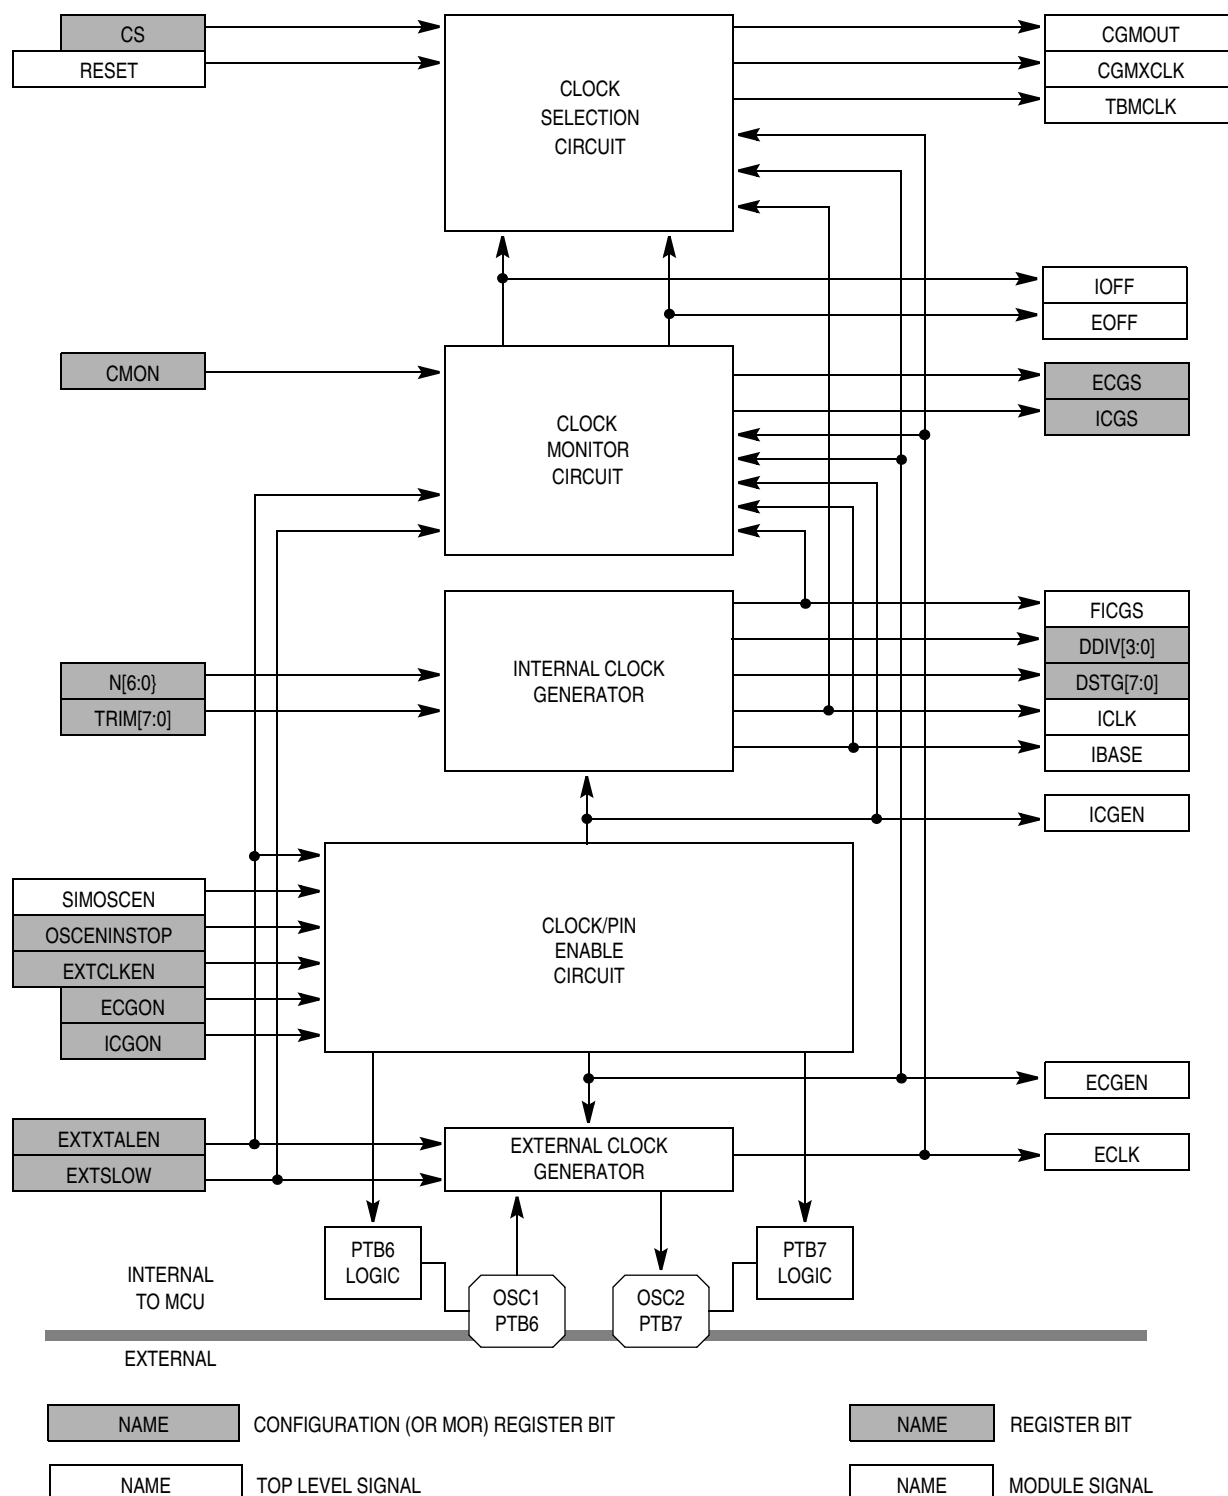 CS
RESET
CLOCK
SELECTION
CIRCUIT
CGMOUT
CGMXCLK
TBMCLK
IOFF
EOFF
CMON
CLOCK
MONITOR
CIRCUIT
ECGS
ICGS
N[6:0}
TRIM[7:0]
INTERNAL CLOCK
GENERATOR
FICGS
DDIV[3:0]
DSTG[7:0]
ICLK
IBASE
ICGEN
SIMOSCEN
OSCENINSTOP
EXTCLKEN
ECGON
ICGON
CLOCK/PIN
ENABLE
CIRCUIT
ECGEN
EXTXTALEN
EXTSLOW
EXTERNAL CLOCK
GENERATOR
ECLK
PTB6
LOGIC
PTB7
LOGIC
INTERNAL
TO MCU
OSC1
PTB6
OSC2
PTB7
EXTERNAL
NAME CONFIGURATION (OR MOR) REGISTER BIT
NAME REGISTER BIT
NAME TOP LEVEL SIGNAL
NAME MODULE SIGNAL